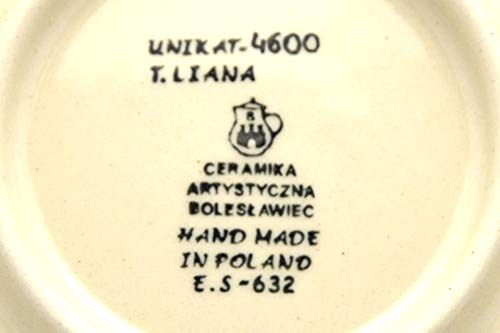 UNIKAT-4600
T.LIANA
B
CERAMIKA
ARTYSTYCZNA
BOLESŁAWIEC
HAND MADE
IN POLAND
E.S-632